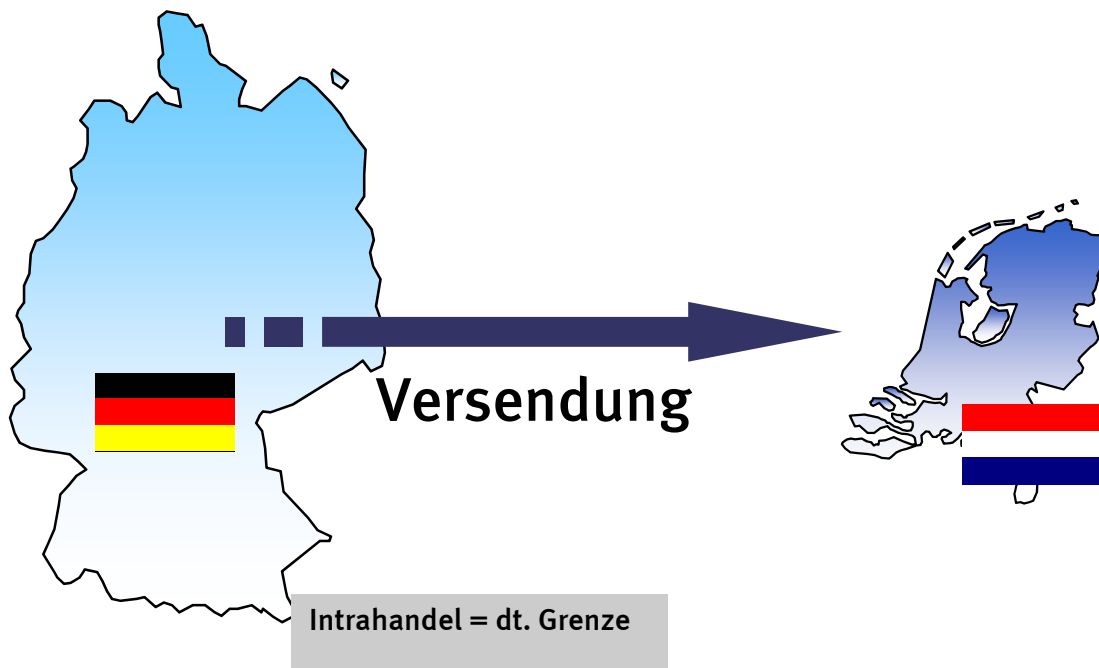 Versendung
Intrahandel = dt. Grenze